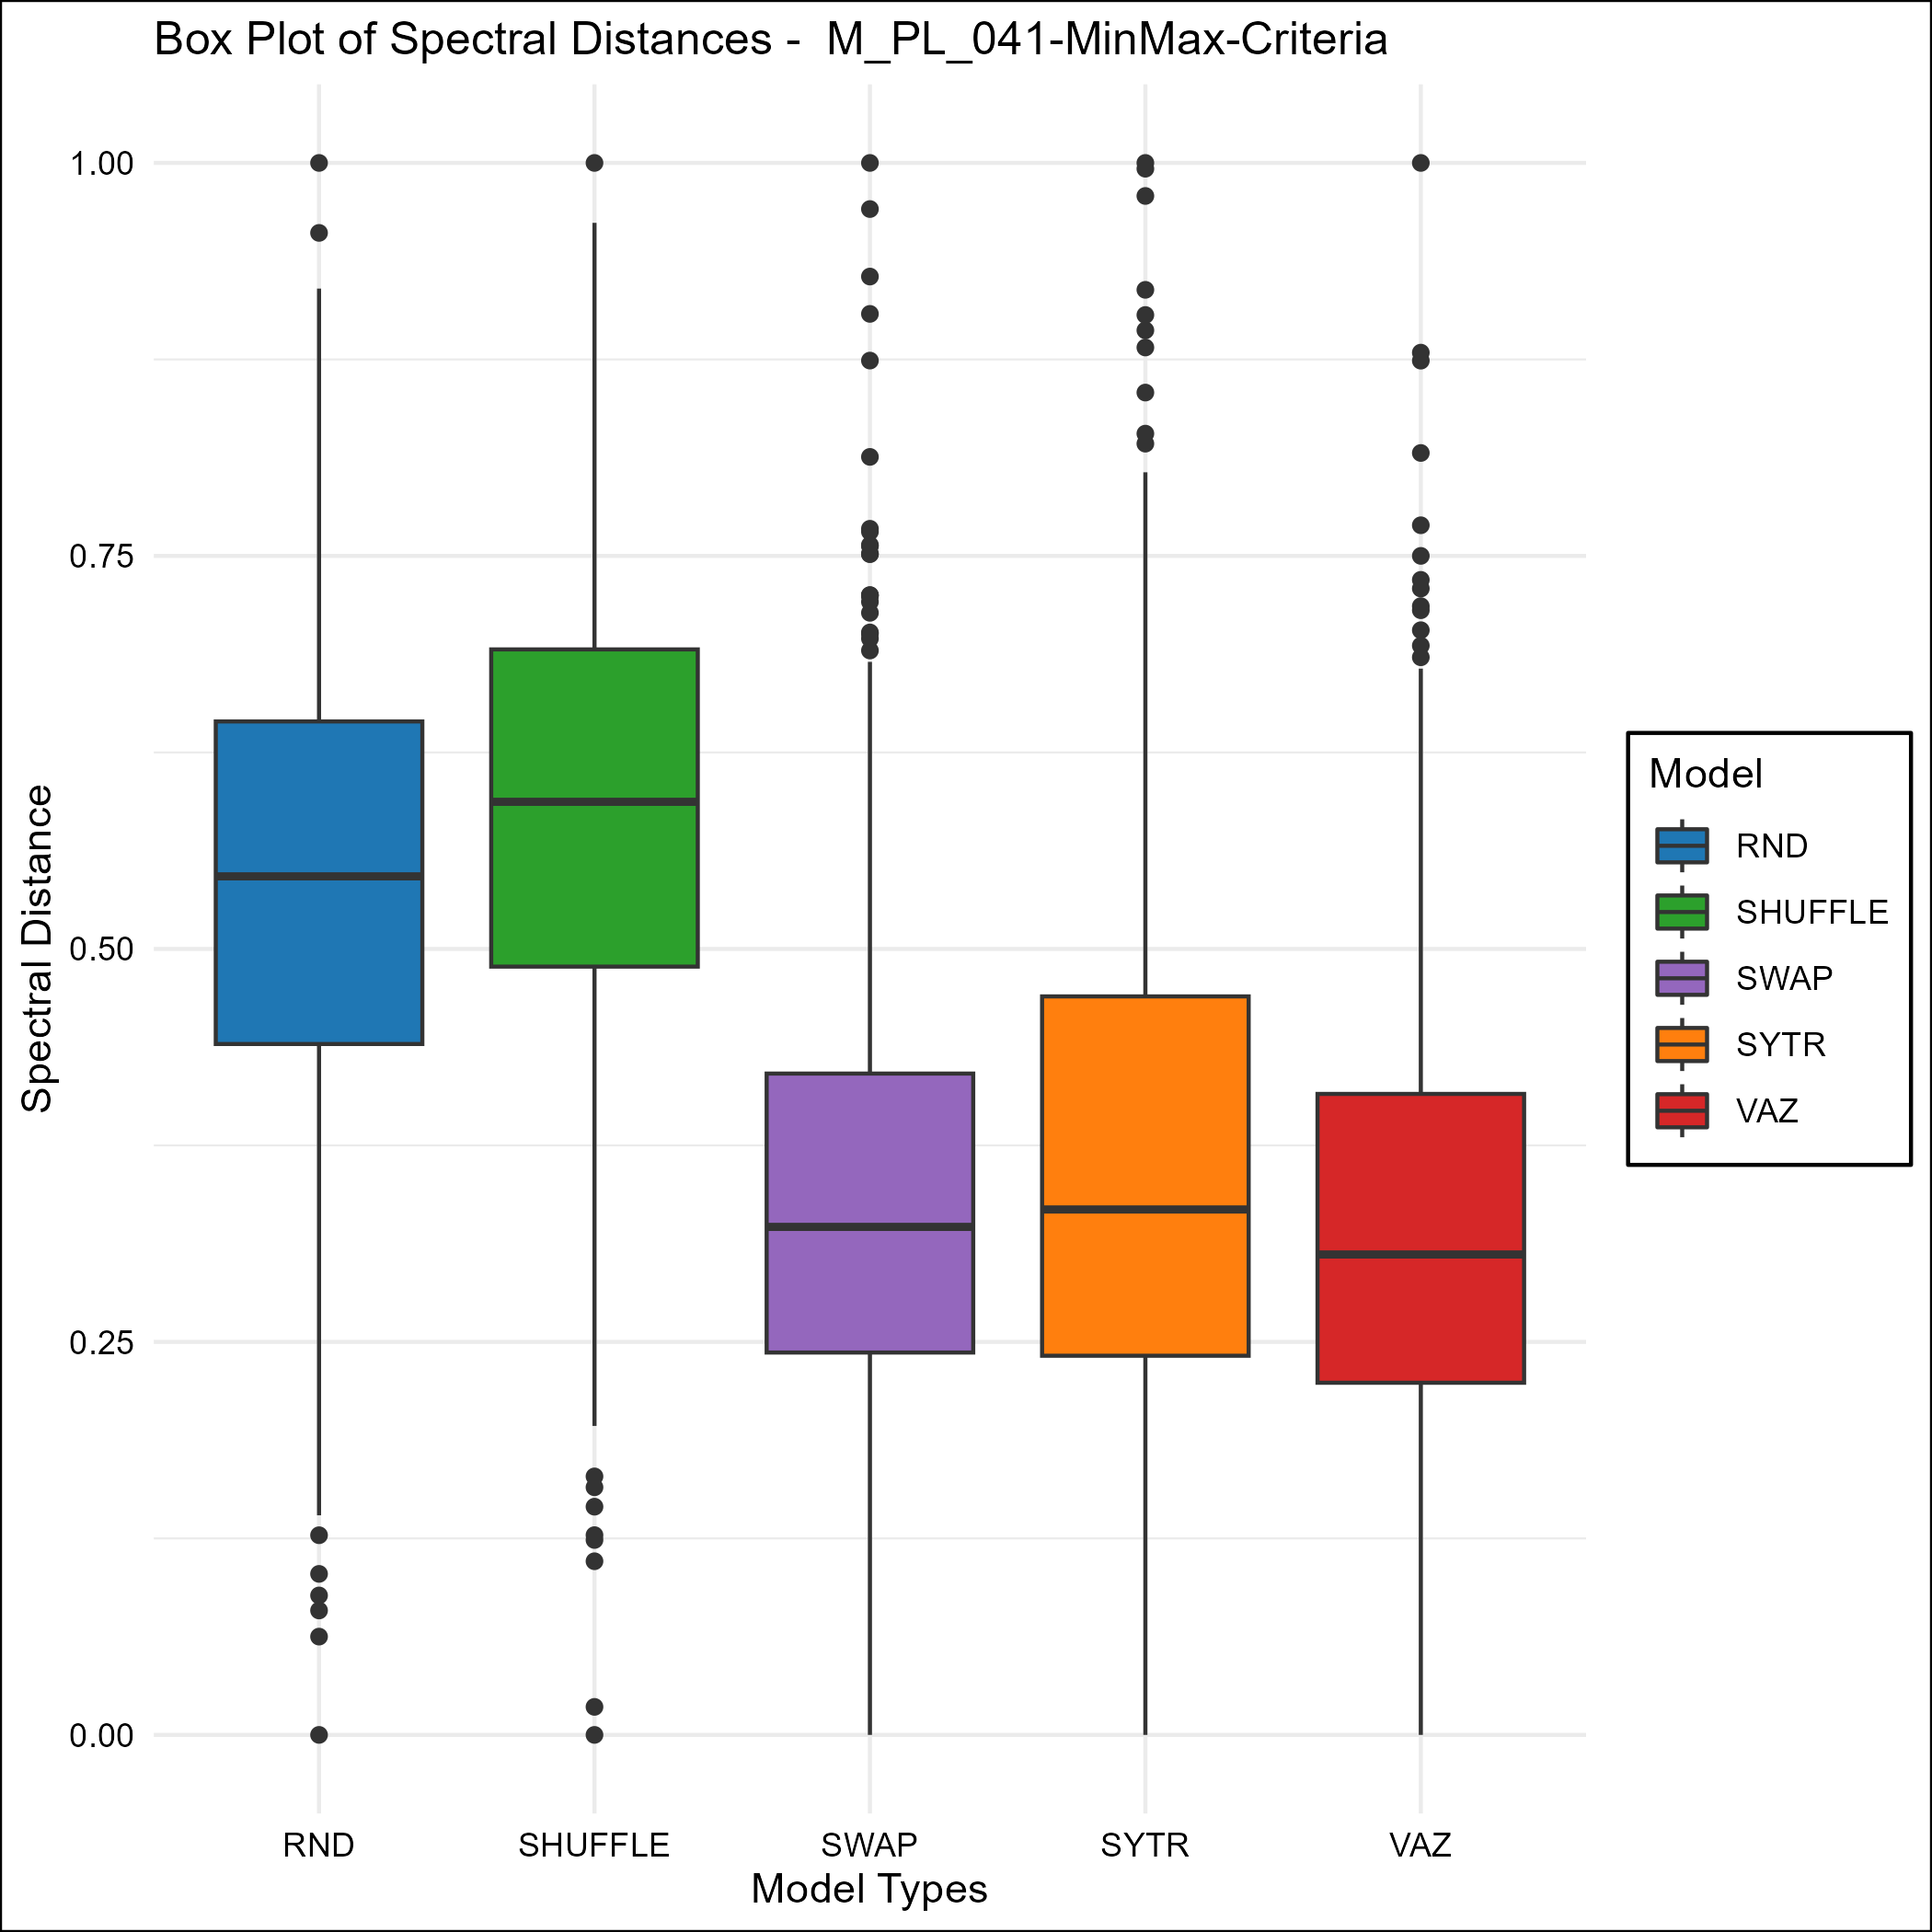 Box Plot of Spectral Distances -  M_PL_041-MinMax-Criteria
Spectral Distance
1.00
0.75
0.50
0.25
0.00
RND SHUFFLE SWAP SYTR VAZ
Model Types
Model
RND
SHUFFLE
SWAP
SYTR
VAZ